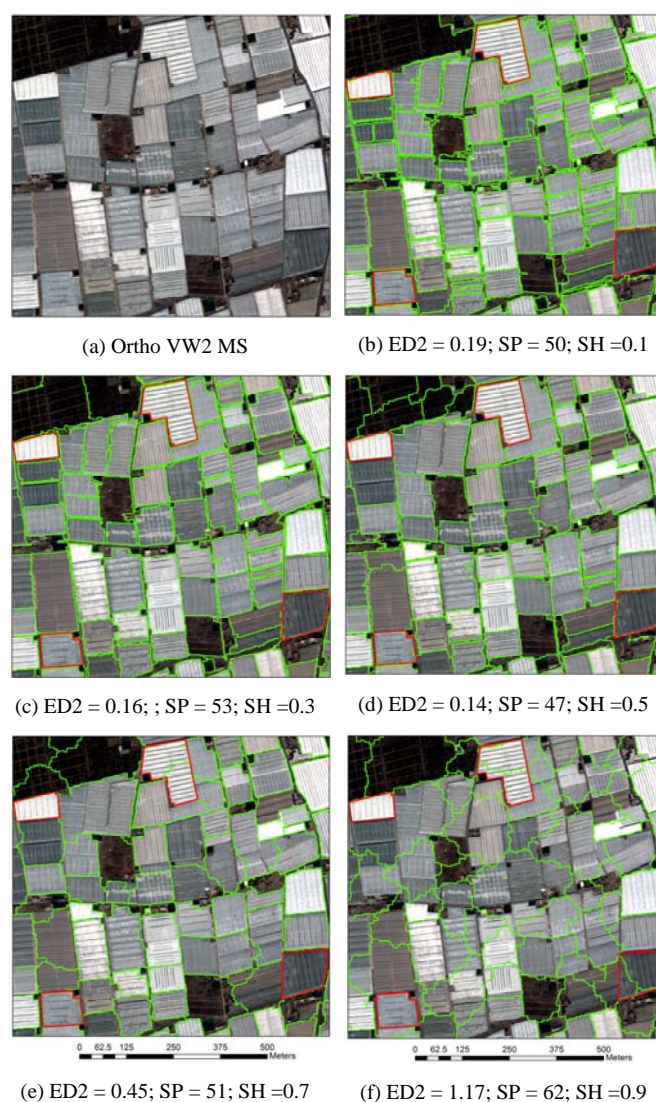 (a) Ortho VW2 MS
(b) ED2 = 0.19; SP = 50; SH =0.1
(c) ED2 = 0.16; ; SP = 53; SH =0.3
(d) ED2 = 0.14; SP = 47; SH =0.5
0 62.5 125 250 375 500
Meters
0 62.5 125 250 375 500
Meters
(e) ED2 = 0.45; SP = 51; SH =0.7
(f) ED2 = 1.17; SP = 62; SH =0.9